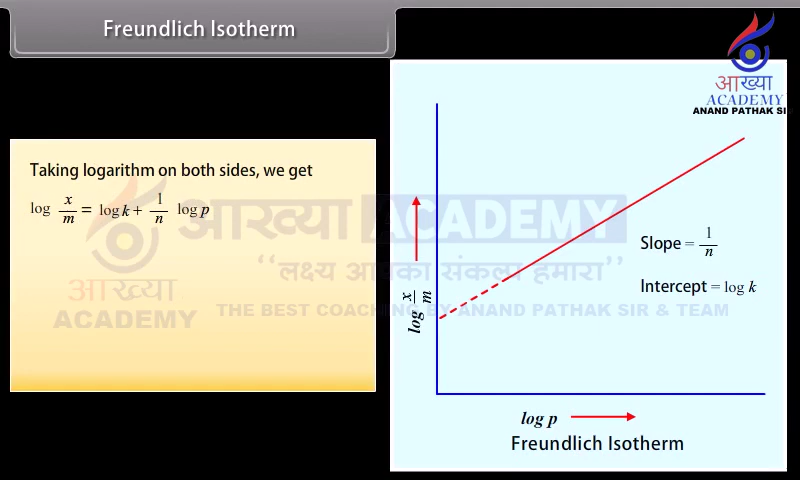 Freundlich Isotherm
आख्या
ACADEMY
ANAND PATHAK SIR
Taking logarithm on both sides, we get
log x/m = log k + 1/n log p
आख्या ACADEMY
‘‘लक्ष्य आपका संकल्प हमारा’’
THE BEST COACHING BY ANAND PATHAK SIR & TEAM
आख्या
ACADEMY
Slope = 1/n
Intercept = log k
log x/m
log p
Freundlich Isotherm